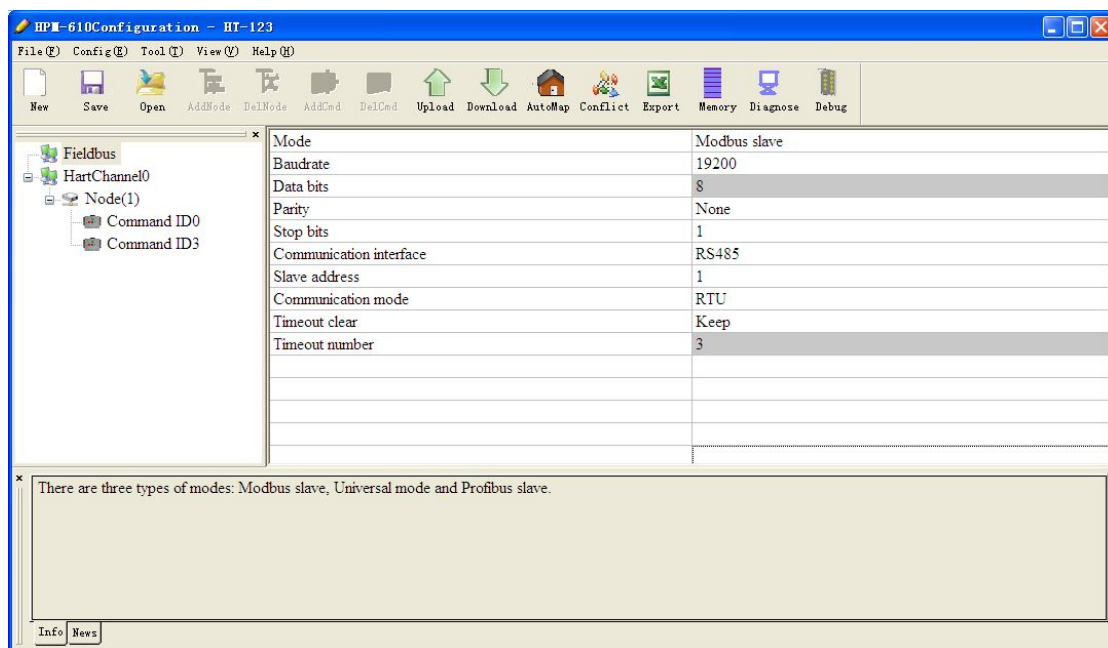 HPM-610Configuration - HT-123
File(F) Config(E) Tool(T) View(V) Help(H)
New Save Open AddNode DelNode AddCmd DelCmd Upload Download AutoMap Conflict Export Memory Diagnose Debug
Fieldbus
HartChannel0
Node(1)
Command ID0
Command ID3
Mode Modbus slave
Baudrate 19200
Data bits 8
Parity None
Stop bits 1
Communication interface RS485
Slave address 1
Communication mode RTU
Timeout clear Keep
Timeout number 3
There are three types of modes: Modbus slave, Universal mode and Profibus slave.
Info News